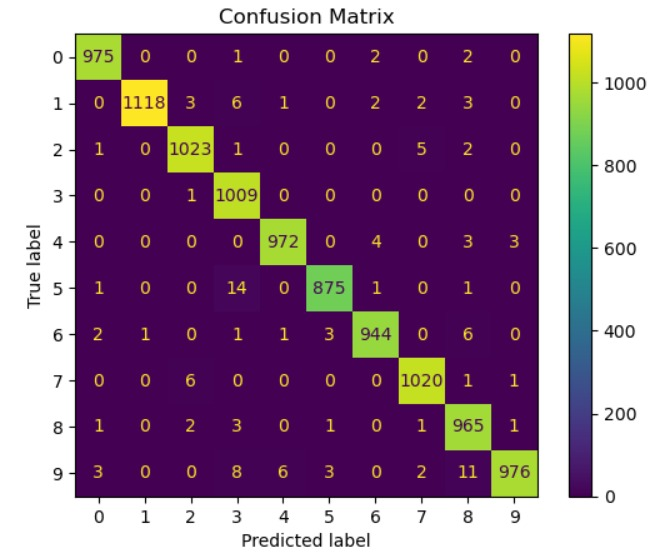 Confusion Matrix
0 975 0 0 1 0 0 2 0 2 0
1 0 1118 3 6 1 0 2 2 3 0
2 1 0 1023 1 0 0 0 5 2 0
3 0 0 1 1009 0 0 0 0 0 0
4 0 0 0 0 972 0 4 0 3 3
5 1 0 0 14 0 875 1 0 1 0
6 2 1 0 1 1 3 944 0 6 0
7 0 0 6 0 0 0 0 1020 1 1
8 1 0 2 3 0 1 0 1 965 1
9 3 0 0 8 6 3 0 2 11 976
0 1 2 3 4 5 6 7 8 9
Predicted label
True label
1000
800
600
400
200
0